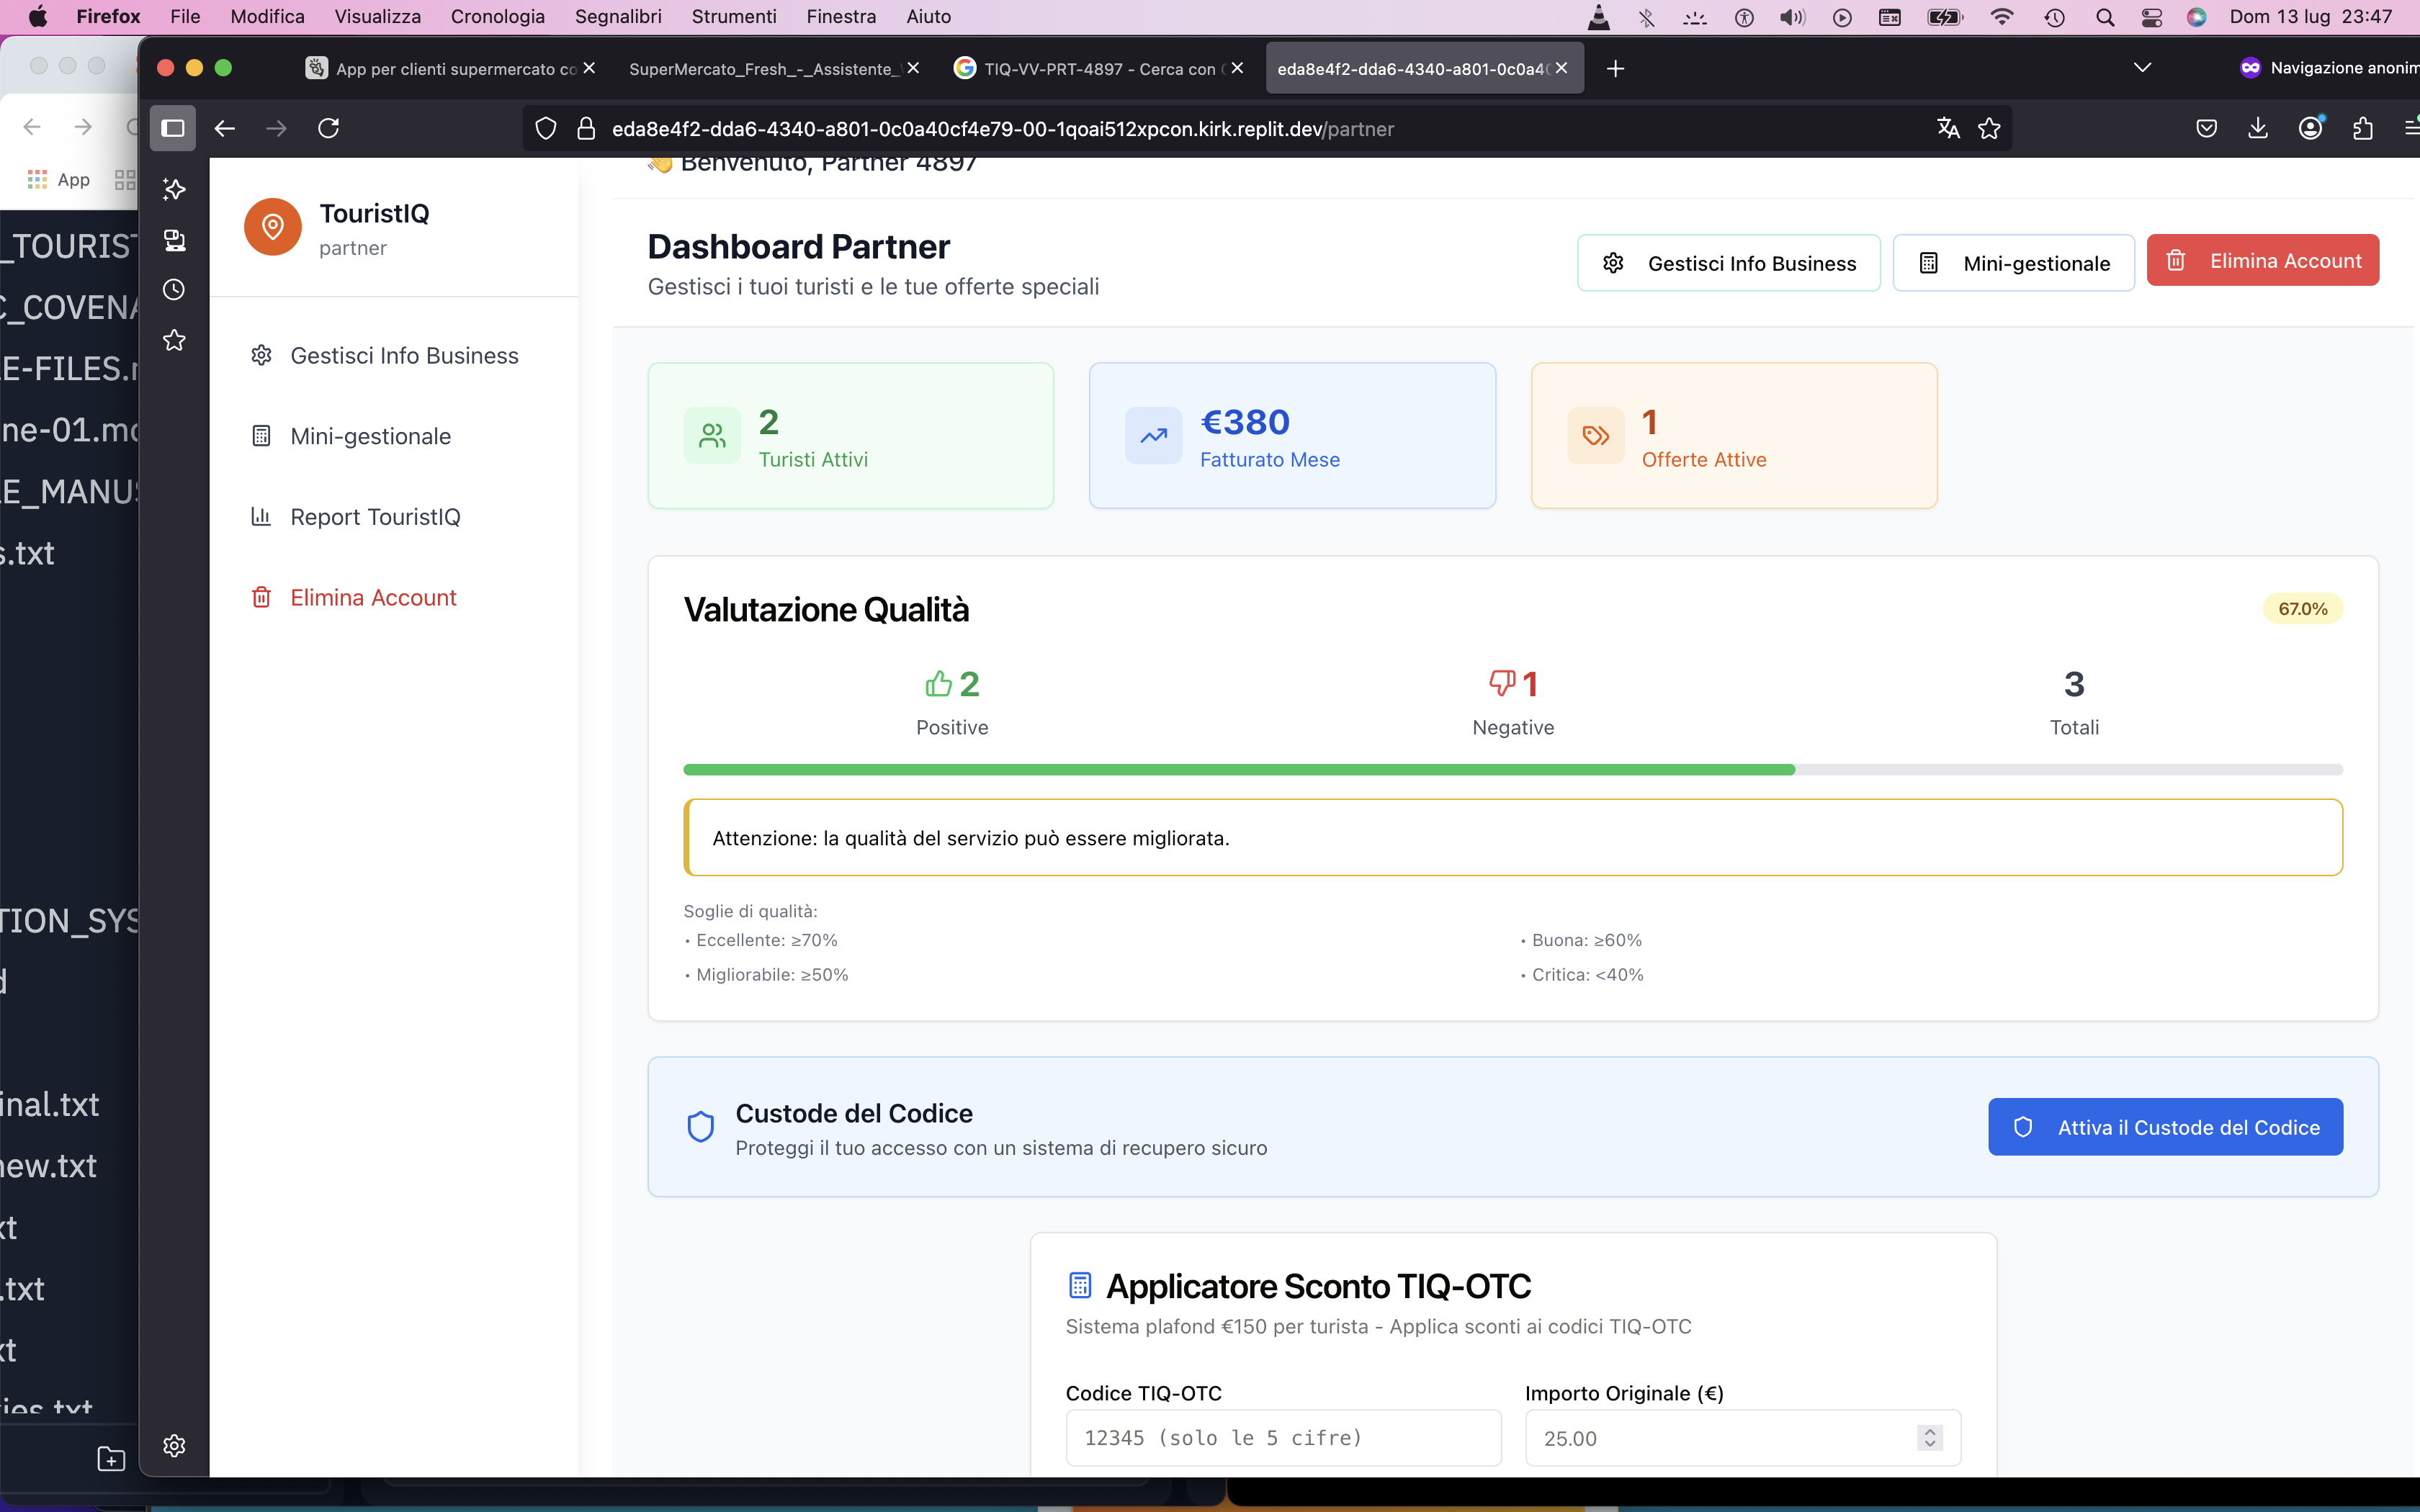 Firefox File Modifica Visualizza Cronologia Segnalibri Strumenti Finestra Aiuto Dom 13 lug 23:47
App per clienti supermercato co
SuperMercato_Fresh_-_Assistente_
TIQ-VV-PRT-4897 - Cerca con
eda8e4f2-dda6-4340-a801-0c0a40
Navigazione anonim
eda8e4f2-dda6-4340-a801-0c0a40cf4e79-00-1qoai512xpcon.kirk.replit.dev/partner
App
_TOURIST
C_COVENA
E-FILES.
ne-01.md
LE_MANUS
s.txt
TION_SYS
inal.txt
new.txt
xt
.txt
xt
ies.txt
TouristIQ
partner
Gestisci Info Business
Mini-gestionale
Report TouristIQ
Elimina Account
👋 Benvenuto, Partner 4897
Dashboard Partner
Gestisci i tuoi turisti e le tue offerte speciali
Gestisci Info Business
Mini-gestionale
Elimina Account
2
Turisti Attivi
€380
Fatturato Mese
1
Offerte Attive
Valutazione Qualità
67.0%
2
Positive
1
Negative
3
Totali
Attenzione: la qualità del servizio può essere migliorata.
Soglie di qualità:
• Eccellente: ≥70%
• Buona: ≥60%
• Migliorabile: ≥50%
• Critica: <40%
Custode del Codice
Proteggi il tuo accesso con un sistema di recupero sicuro
Attiva il Custode del Codice
Applicatore Sconto TIQ-OTC
Sistema plafond €150 per turista - Applica sconti ai codici TIQ-OTC
Codice TIQ-OTC
12345 (solo le 5 cifre)
Importo Originale (€)
25.00